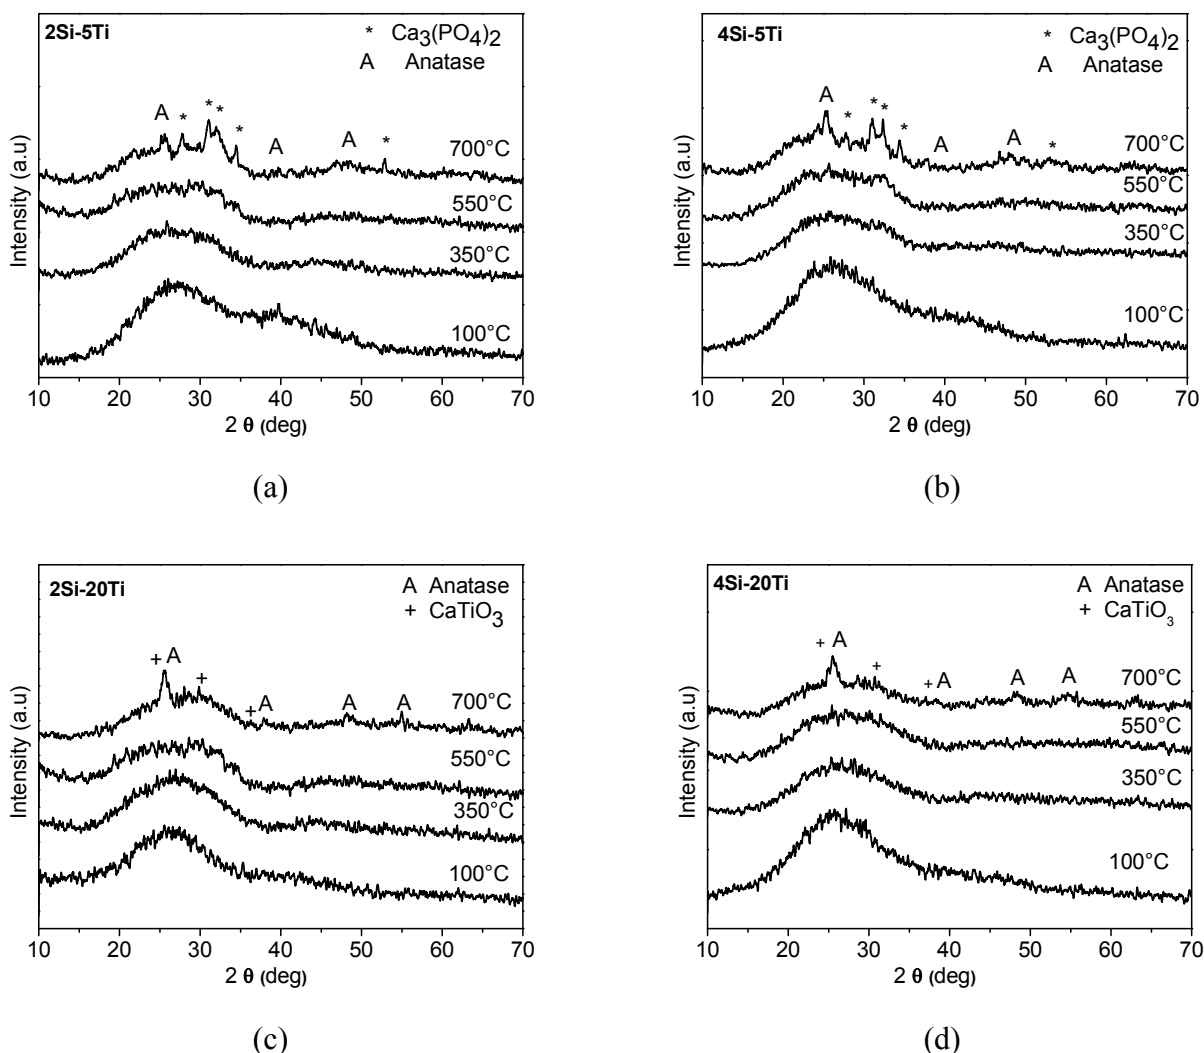 2Si-5Ti
* Ca3(PO4)2
A Anatase
A * * * * A A *
700°C
550°C
350°C
100°C
Intensity (a.u)
10 20 30 40 50 60 70
2 θ (deg)
(a)
4Si-5Ti
* Ca3(PO4)2
A Anatase
A * * * * A A *
700°C
550°C
350°C
100°C
Intensity (a.u)
10 20 30 40 50 60 70
2 θ (deg)
(b)
2Si-20Ti
A Anatase
+ CaTiO3
+ A + + A A A
700°C
550°C
350°C
100°C
Intensity (a.u)
10 20 30 40 50 60 70
2 θ (deg)
(c)
4Si-20Ti
A Anatase
+ CaTiO3
+ A + + A A A
700°C
550°C
350°C
100°C
Intensity (a.u)
10 20 30 40 50 60 70
2 θ (deg)
(d)